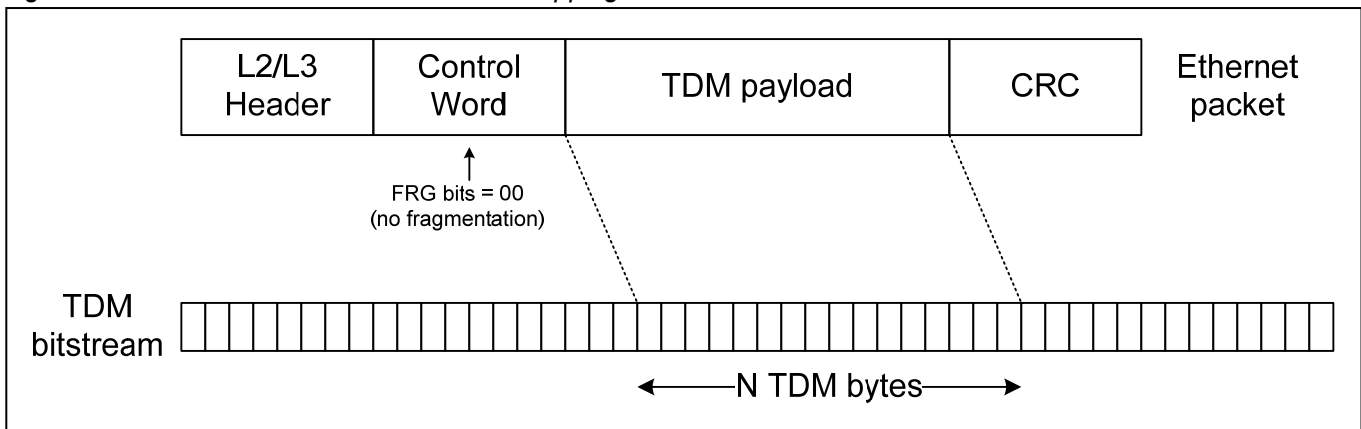 L2/L3
Header
Control
Word
TDM payload
CRC
Ethernet
packet
FRG bits = 00
(no fragmentation)
TDM
bitstream
N TDM bytes